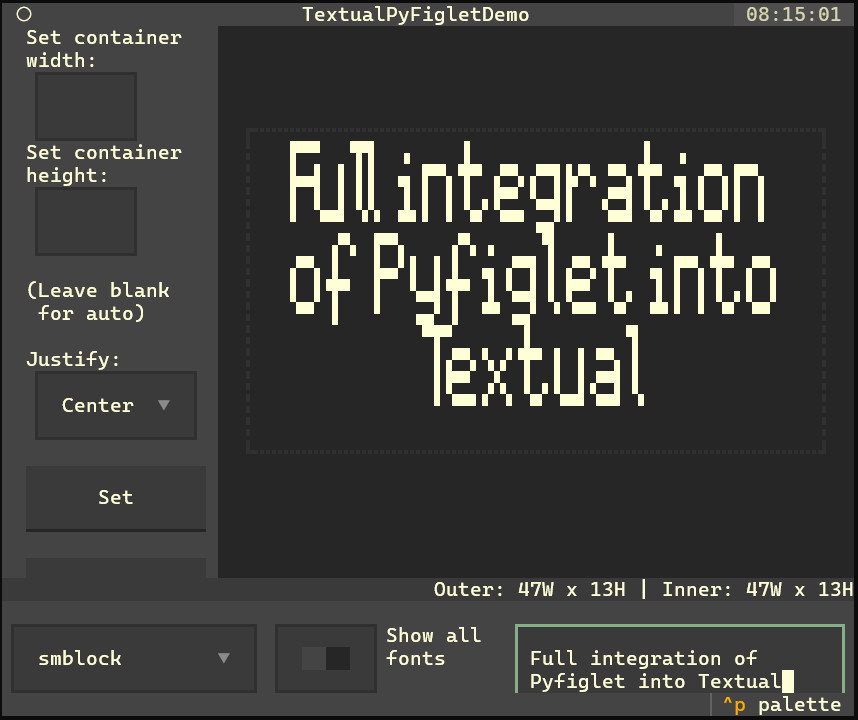 TextualPyFigletDemo 08:15:01
Set container
width:
Set container
height:
(Leave blank
for auto)
Justify:
Center ▼
Set
Full integration
of Pyfiglet into
Textual
Outer: 47W x 13H | Inner: 47W x 13H
smblock ▼
Show all
fonts
Full integration of
Pyfiglet into Textual
^p palette